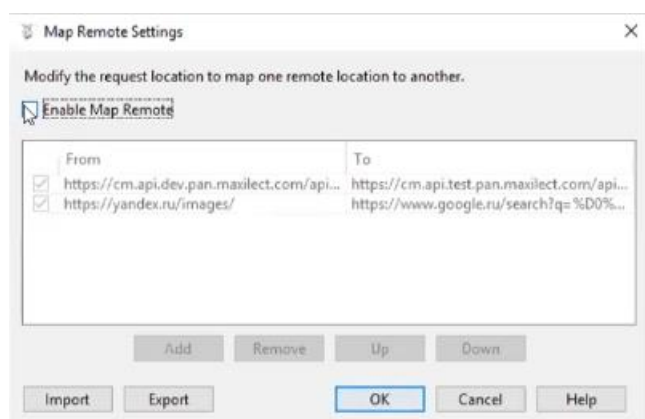 Map Remote Settings
Modify the request location to map one remote location to another.
Enable Map Remote
From To
https://cm.api.dev.pan.maxilect.com/api... https://cm.api.test.pan.maxilect.com/api...
https://yandex.ru/images/ https://www.google.ru/search?q=%D0%...
Add Remove Up Down
Import Export OK Cancel Help